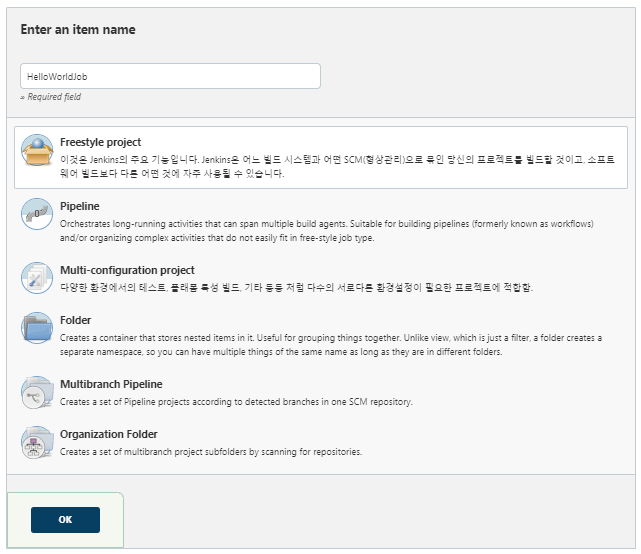 Enter an item name
HelloWorldJob
» Required field
Freestyle project
이것은 Jenkins의 주요 기능입니다. Jenkins은 어느 빌드 시스템과 어떤 SCM(형상관리)으로 묶인 당신의 프로젝트를 빌드할 것이고, 소프트
웨어 빌드보다 다른 어떤 것에 자주 사용될 수 있습니다.
Pipeline
Orchestrates long-running activities that can span multiple build agents. Suitable for building pipelines (formerly known as workflows)
and/or organizing complex activities that do not easily fit in free-style job type.
Multi-configuration project
다양한 환경에서의 테스트, 플래폼 특성 빌드, 기타 등등 처럼 다수의 서로다른 환경설정이 필요한 프로젝트에 적합함.
Folder
Creates a container that stores nested items in it. Useful for grouping things together. Unlike view, which is just a filter, a folder creates a
separate namespace, so you can have multiple things of the same name as long as they are in different folders.
Multibranch Pipeline
Creates a set of Pipeline projects according to detected branches in one SCM repository.
Organization Folder
Creates a set of multibranch project subfolders by scanning for repositories.
OK